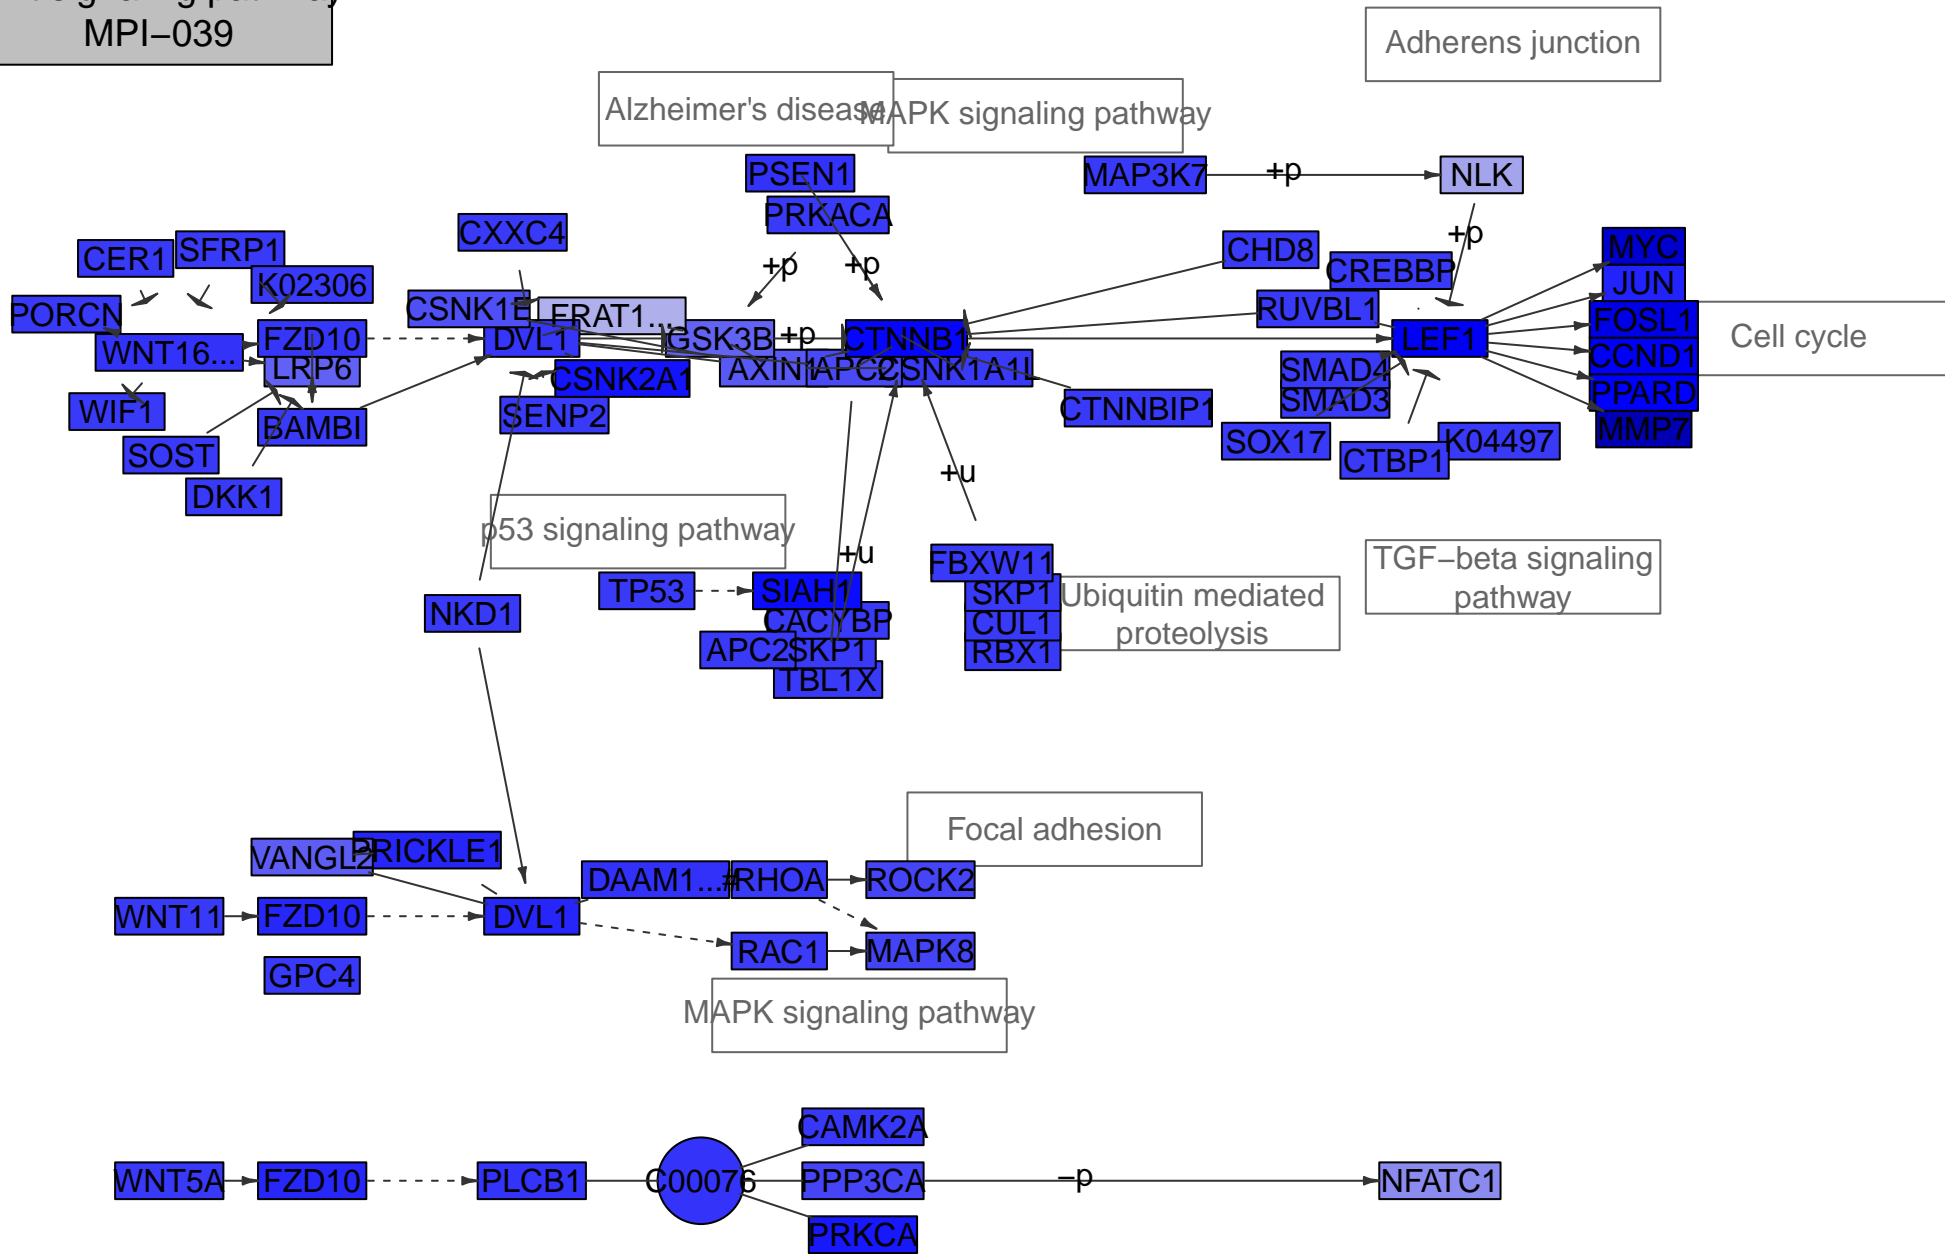 signaling pathway
MPI−039
Adherens junction
Alzheimer's disease
MAPK signaling pathway
PSEN1
MAP3K7
+p
NLK
PRKACA
CXXC4
CER1
SFRP1
K02306
+p
+p
CHD8
CREBBP
+p
MYC
JUN
PORCN
CSNK1E
FRAT1...
RUVBL1
FOSL1
Cell cycle
WNT16...
FZD10
DVL1
GSK3B
+p
CTNNB1
LEF1
CCND1
LRP6
AXIN1
APC2
CSNK1A1L
SMAD4
CSNK2A1
PPARD
WIF1
SENP2
CTNNBIP1
SMAD3
BAMBI
MMP7
SOST
SOX17
K04497
CTBP1
DKK1
+u
p53 signaling pathway
+u
FBXW11
TGF−beta signaling
pathway
TP53
SIAH1
SKP1
Ubiquitin mediated
proteolysis
NKD1
CACYBP
CUL1
APC2
SKP1
RBX1
TBL1X
Focal adhesion
VANGL2
PRICKLE1
DAAM1...
RHOA
ROCK2
WNT11
FZD10
DVL1
RAC1
MAPK8
GPC4
MAPK signaling pathway
CAMK2A
WNT5A
FZD10
PLCB1
C00076
PPP3CA
−p
NFATC1
PRKCA